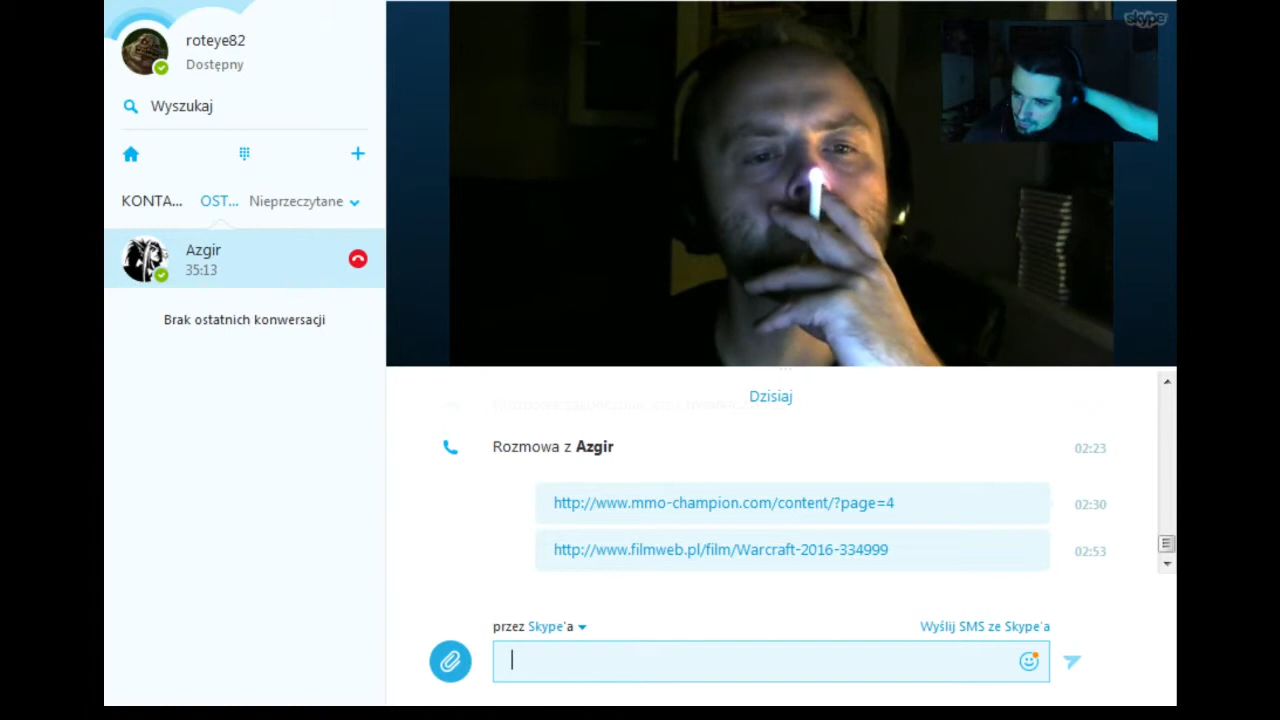 roteye82
Dostępny
skype
Wyszukaj
KONTA... OST... Nieprzeczytane
Azgir
35:13
Brak ostatnich konwersacji
Dzisiaj
Rozmowa z Azgir 02:23
http://www.mmo-champion.com/content/?page=4 02:30
http://www.filmweb.pl/film/Warcraft-2016-334999 02:53
przez Skype'a Wyślij SMS ze Skype'a